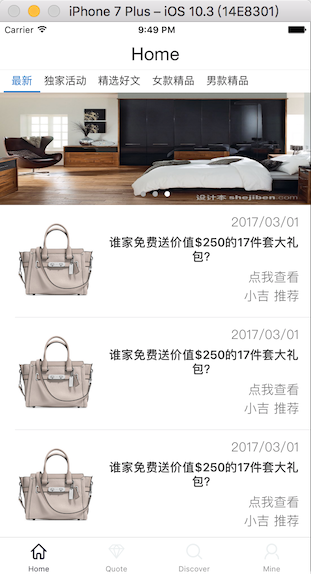 iPhone 7 Plus – iOS 10.3 (14E8301)
Carrier 9:49 PM
Home
最新 独家活动 精选好文 女款精品 男款精品
设计本 shejiben.com
2017/03/01
谁家免费送价值$250的17件套大礼
包?
点我查看
小吉 推荐
2017/03/01
谁家免费送价值$250的17件套大礼
包?
点我查看
小吉 推荐
2017/03/01
谁家免费送价值$250的17件套大礼
包?
点我查看
小吉 推荐
Home Quote Discover Mine